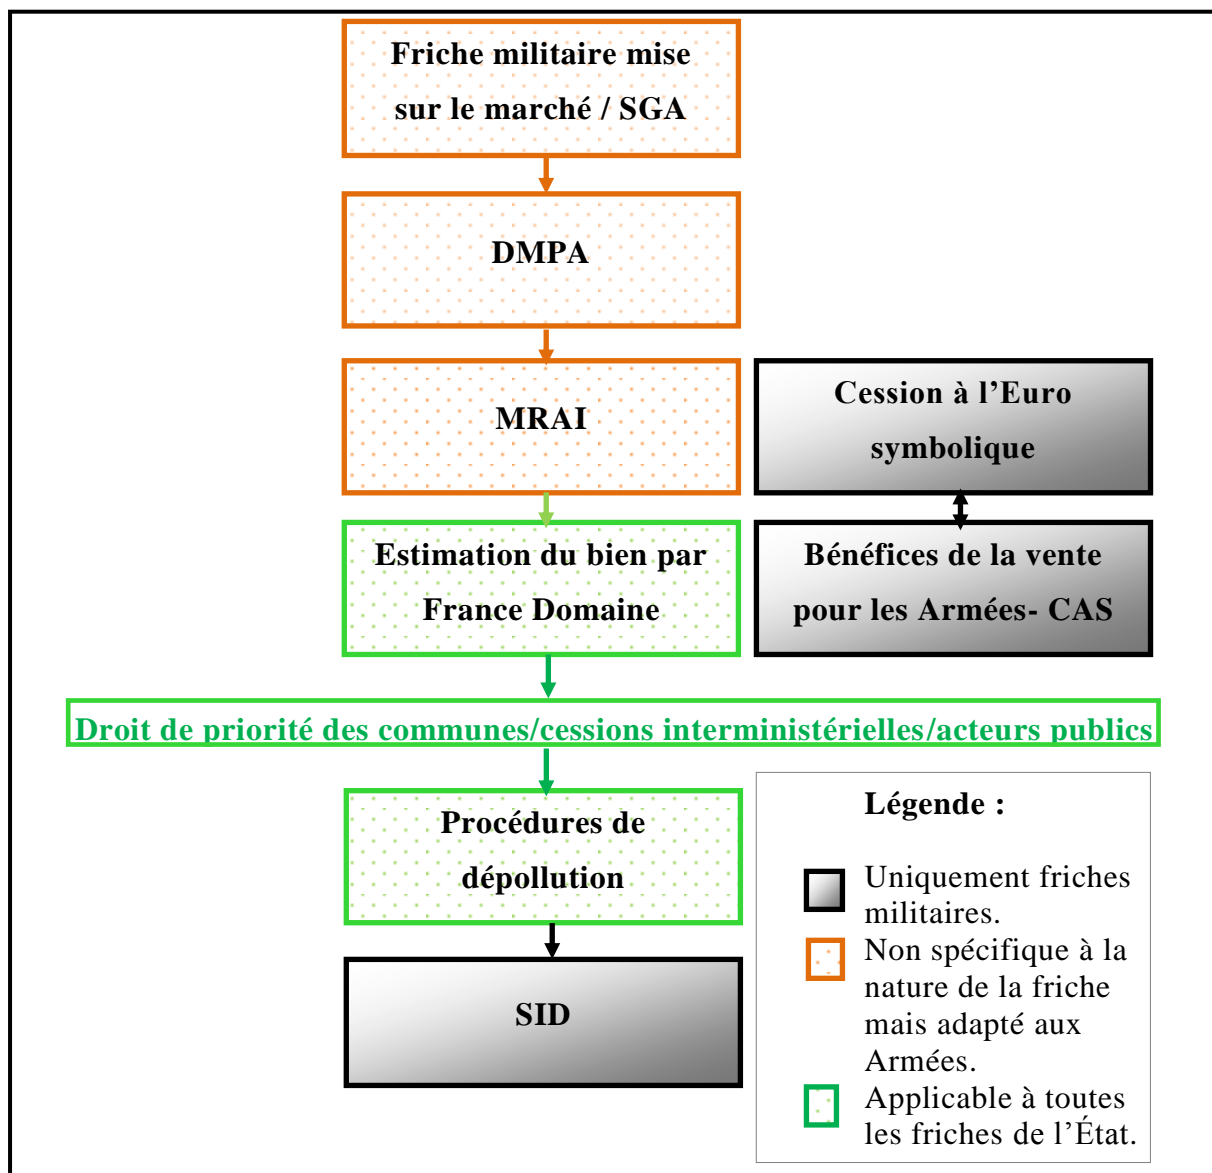 Friche militaire mise
sur le marché / SGA
DMPA
MRAI
Cession à l’Euro
symbolique
Estimation du bien par
France Domaine
Bénéfices de la vente
pour les Armées- CAS
Droit de priorité des communes/cessions interministérielles/acteurs publics
Procédures de
dépollution
SID
Légende :
Uniquement friches
militaires.
Non spécifique à la
nature de la friche
mais adapté aux
Armées.
Applicable à toutes
les friches de l’État.